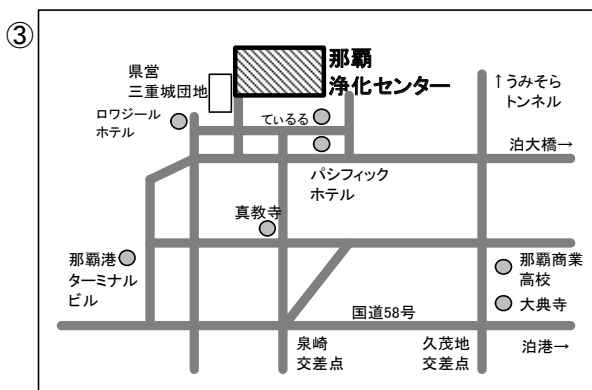 ③
那覇
浄化センター
県営
三重城団地
↑うみそら
トンネル
ロワジール
ホテル
ているる
泊大橋→
パシフィック
ホテル
真教寺
那覇港
ターミナル
ビル
那覇商業
高校
大典寺
国道58号
泉崎
交差点
久茂地
交差点
泊港→